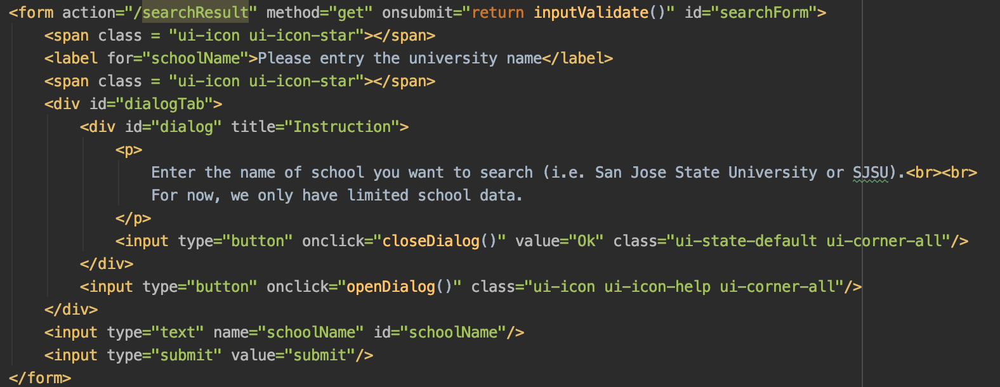 <form action="/searchResult" method="get" onsubmit="return inputValidate()" id="searchForm">
<span class = "ui-icon ui-icon-star"></span>
<label for="schoolName">Please entry the university name</label>
<span class = "ui-icon ui-icon-star"></span>
<div id="dialogTab">
<div id="dialog" title="Instruction">
<p>
Enter the name of school you want to search (i.e. San Jose State University or SJSU).<br><br>
For now, we only have limited school data.
</p>
<input type="button" onclick="closeDialog()" value="Ok" class="ui-state-default ui-corner-all"/>
</div>
<input type="button" onclick="openDialog()" class="ui-icon ui-icon-help ui-corner-all"/>
</div>
<input type="text" name="schoolName" id="schoolName"/>
<input type="submit" value="submit"/>
</form>